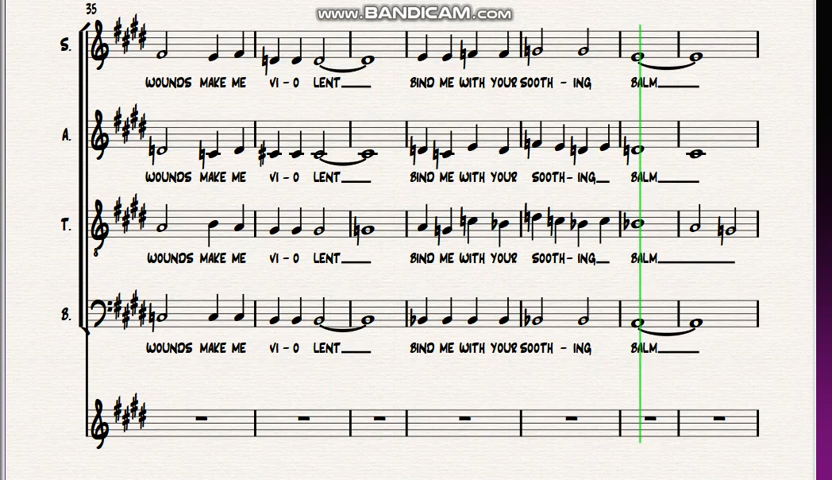 www.BANDICAM.com
35
S.
WOUNDS MAKE ME VI - O LENT BIND ME WITH YOUR SOOTH - ING BALM
A.
WOUNDS MAKE ME VI - O LENT BIND ME WITH YOUR SOOTH - ING BALM
T.
WOUNDS MAKE ME VI - O LENT BIND ME WITH YOUR SOOTH - ING BALM
B.
WOUNDS MAKE ME VI - O LENT BIND ME WITH YOUR SOOTH - ING BALM